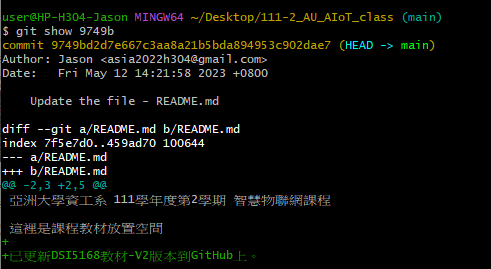 user@HP-H3O4-Jason MINGW64 ~/Desktop/111-2_AU_AIoT_class (main)
$ git show 9749b
commit 9749bd2d7e667c3aa8a21b5bda894953c902dae7 (HEAD -> main)
Author: Jason <asia2022h304@gmail.com>
Date:   Fri May 12 14:21:58 2023 +0800

    Update the file - README.md

diff --git a/README.md b/README.md
index 7f5e7d0..459ad70 100644
--- a/README.md
+++ b/README.md
@@ -2,3 +2,5 @@
 亞洲大學資工系 111學年度第2學期 智慧物聯網課程

 這裡是課程教材放置空間
+
+已更新DSI5168教材-V2版本到GitHub上。